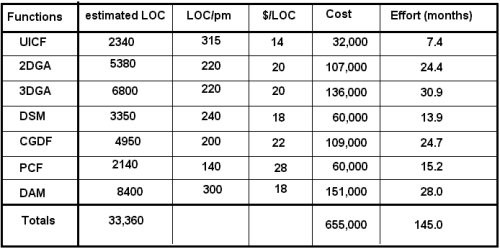 Functions estimated LOC LOC/pm $/LOC Cost Effort (months)
UICF 2340 315 14 32,000 7.4
2DGA 5380 220 20 107,000 24.4
3DGA 6800 220 20 136,000 30.9
DSM 3350 240 18 60,000 13.9
CGDF 4950 200 22 109,000 24.7
PCF 2140 140 28 60,000 15.2
DAM 8400 300 18 151,000 28.0
Totals 33,360 655,000 145.0